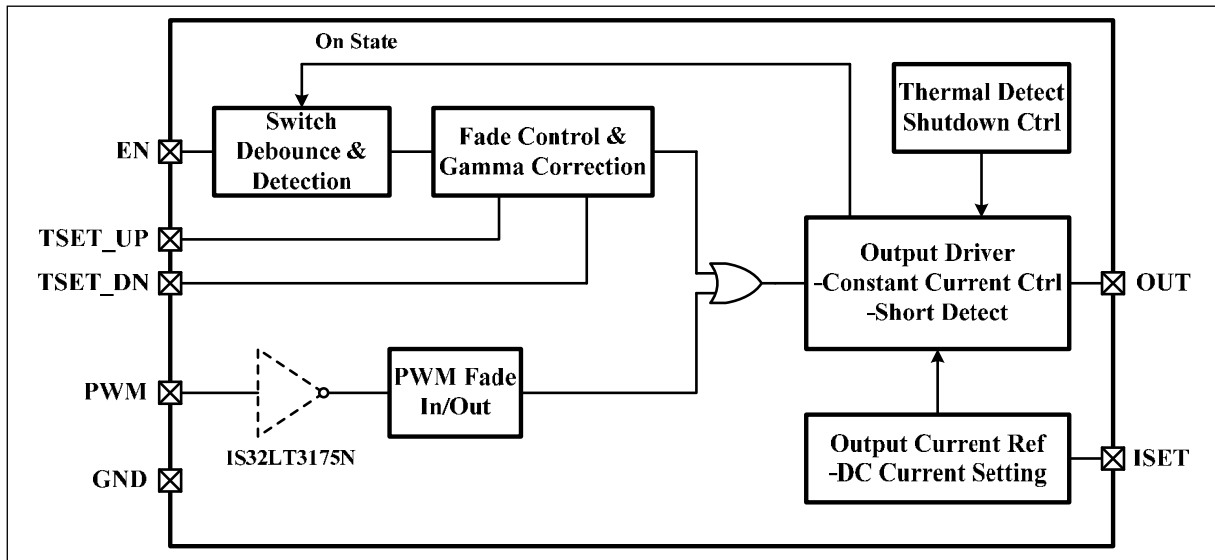 On State
Thermal Detect
Shutdown Ctrl
EN
Switch
Debounce &
Detection
Fade Control &
Gamma Correction
TSET_UP
TSET_DN
Output Driver
-Constant Current Ctrl
-Short Detect
OUT
PWM
IS32LT3175N
PWM Fade
In/Out
GND
Output Current Ref
-DC Current Setting
ISET